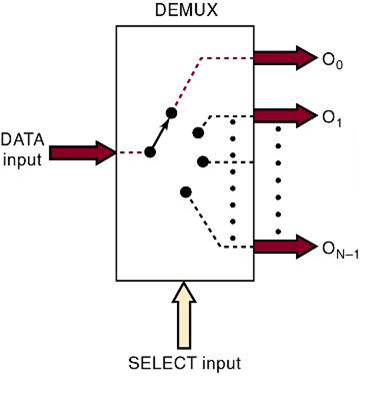 DEMUX
O0
O1
DATA
input
ON–1
SELECT input